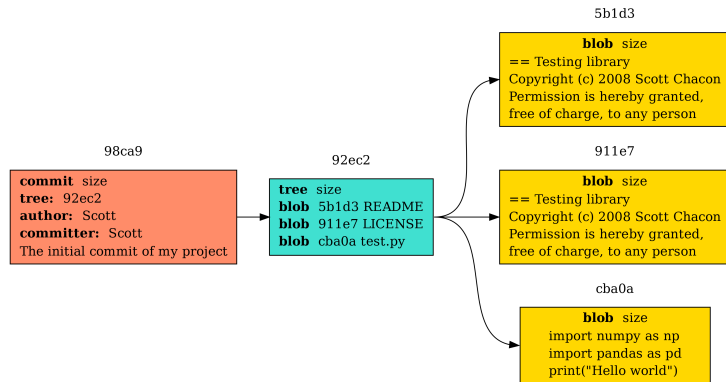 98ca9
commit size
tree: 92ec2
author: Scott
committer: Scott
The initial commit of my project
92ec2
tree size
blob 5b1d3 README
blob 911e7 LICENSE
blob cba0a test.py
5b1d3
blob size
== Testing library
Copyright (c) 2008 Scott Chacon
Permission is hereby granted,
free of charge, to any person
911e7
blob size
== Testing library
Copyright (c) 2008 Scott Chacon
Permission is hereby granted,
free of charge, to any person
cba0a
blob size
import numpy as np
import pandas as pd
print("Hello world")